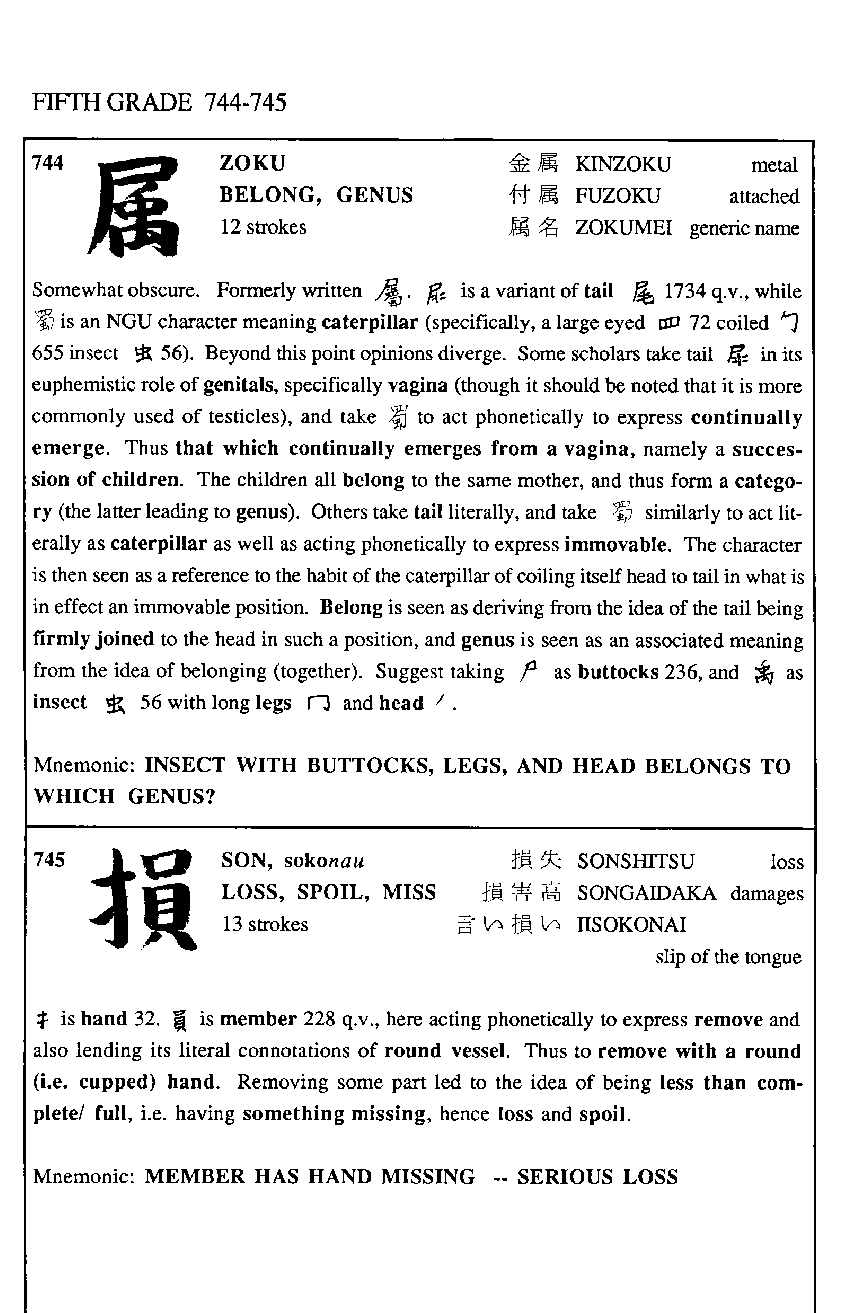 FIFTH GRADE 744-745
744 属 ZOKU 金属 KINZOKU metal
BELONG, GENUS 付属 FUZOKU attached
12 strokes 属名 ZOKUMEI generic name
Somewhat obscure. Formerly written 屬. is a variant of tail 尾 1734 q.v., while
蜀 is an NGU character meaning caterpillar (specifically, a large eyed 罒 72 coiled 勹
655 insect 虫 56). Beyond this point opinions diverge. Some scholars take tail in its
euphemistic role of genitals, specifically vagina (though it should be noted that it is more
commonly used of testicles), and take 蜀 to act phonetically to express continually
emerge. Thus that which continually emerges from a vagina, namely a succes-
sion of children. The children all belong to the same mother, and thus form a catego-
ry (the latter leading to genus). Others take tail literally, and take 蜀 similarly to act lit-
erally as caterpillar as well as acting phonetically to express immovable. The character
is then seen as a reference to the habit of the caterpillar of coiling itself head to tail in what is
in effect an immovable position. Belong is seen as deriving from the idea of the tail being
firmly joined to the head in such a position, and genus is seen as an associated meaning
from the idea of belonging (together). Suggest taking 尸 as buttocks 236, and 禹 as
insect 虫 56 with long legs 冂 and head ノ.
Mnemonic: INSECT WITH BUTTOCKS, LEGS, AND HEAD BELONGS TO
WHICH GENUS?
745 損 SON, sokonau 損失 SONSHITSU loss
LOSS, SPOIL, MISS 損害高 SONGAIDAKA damages
13 strokes 言い損い IISOKONAI
slip of the tongue
扌 is hand 32. 員 is member 228 q.v., here acting phonetically to express remove and
also lending its literal connotations of round vessel. Thus to remove with a round
(i.e. cupped) hand. Removing some part led to the idea of being less than com-
plete/ full, i.e. having something missing, hence loss and spoil.
Mnemonic: MEMBER HAS HAND MISSING -- SERIOUS LOSS